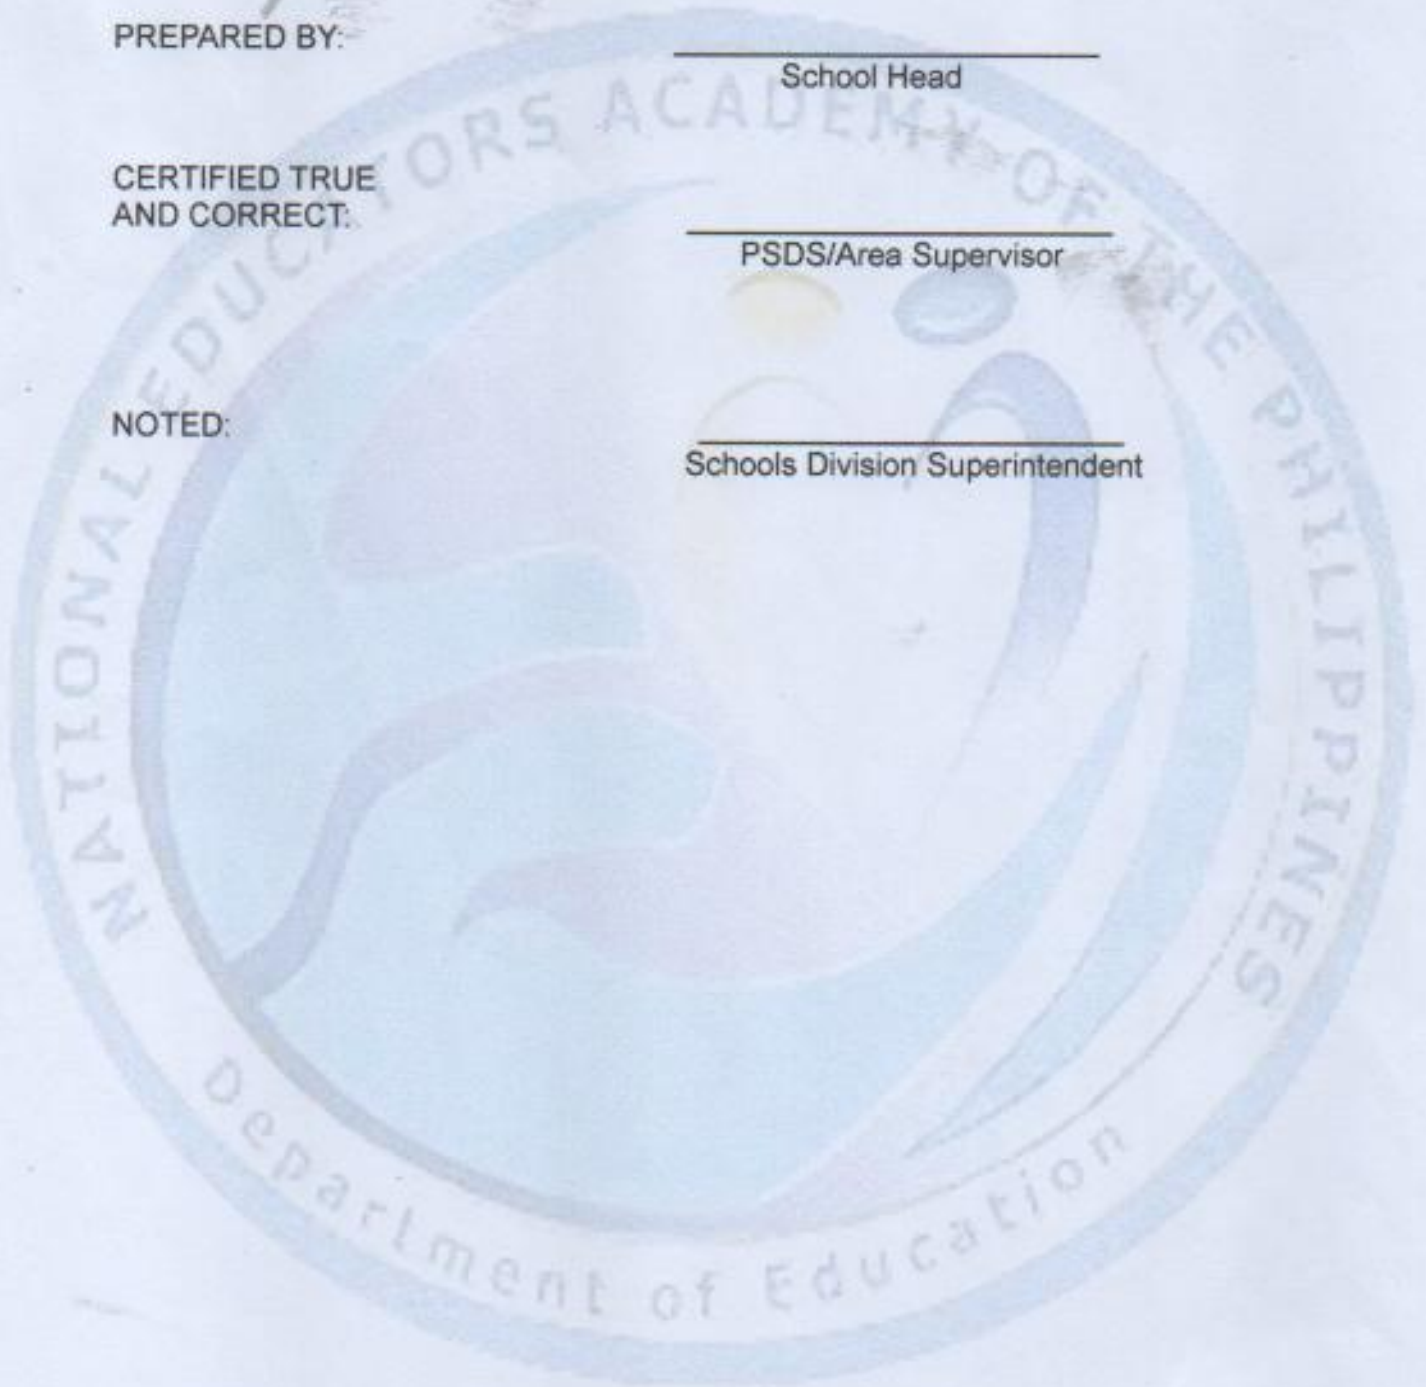 PREPARED BY:
School Head
CERTIFIED TRUE
AND CORRECT:
PSDS/Area Supervisor
NOTED:
Schools Division Superintendent
NATIONAL EDUCATORS ACADEMY OF THE PHILIPPINES
Department of Education